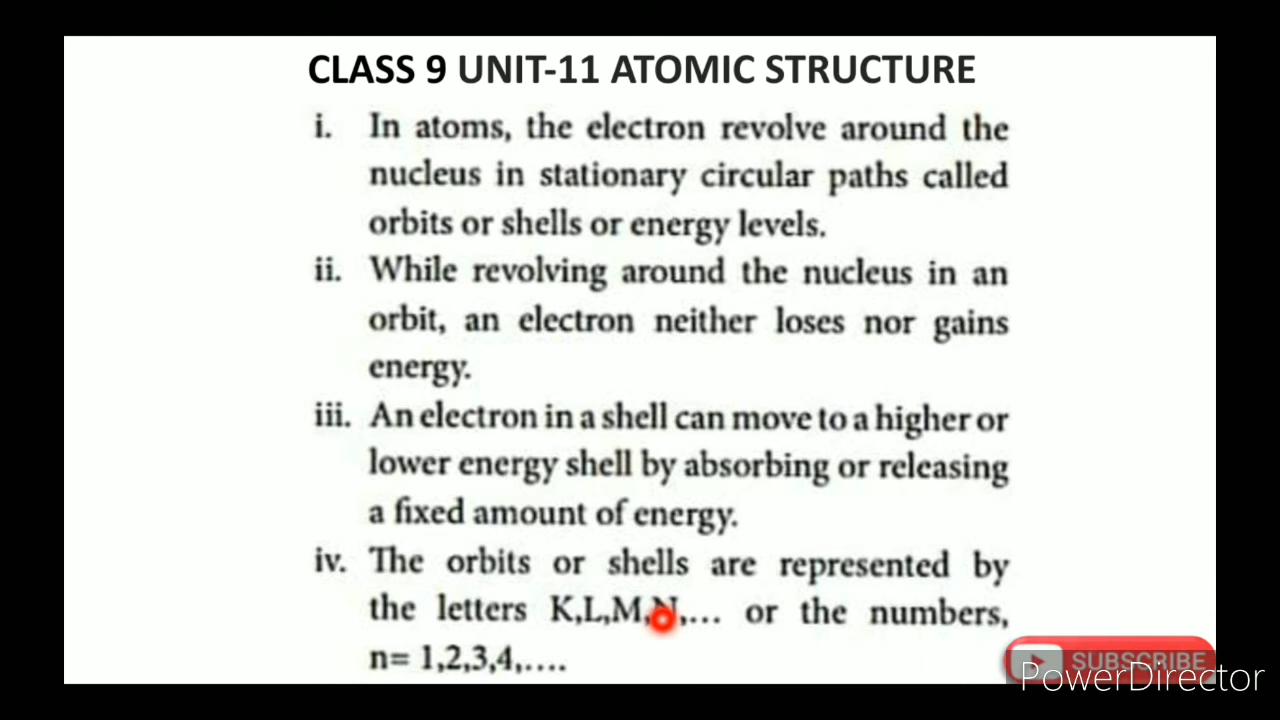 CLASS 9 UNIT-11 ATOMIC STRUCTURE
i. In atoms, the electron revolve around the
nucleus in stationary circular paths called
orbits or shells or energy levels.
ii. While revolving around the nucleus in an
orbit, an electron neither loses nor gains
energy.
iii. An electron in a shell can move to a higher or
lower energy shell by absorbing or releasing
a fixed amount of energy.
iv. The orbits or shells are represented by
the letters K,L,M,N,... or the numbers,
n= 1,2,3,4,....
SUBSCRIBE
PowerDirector